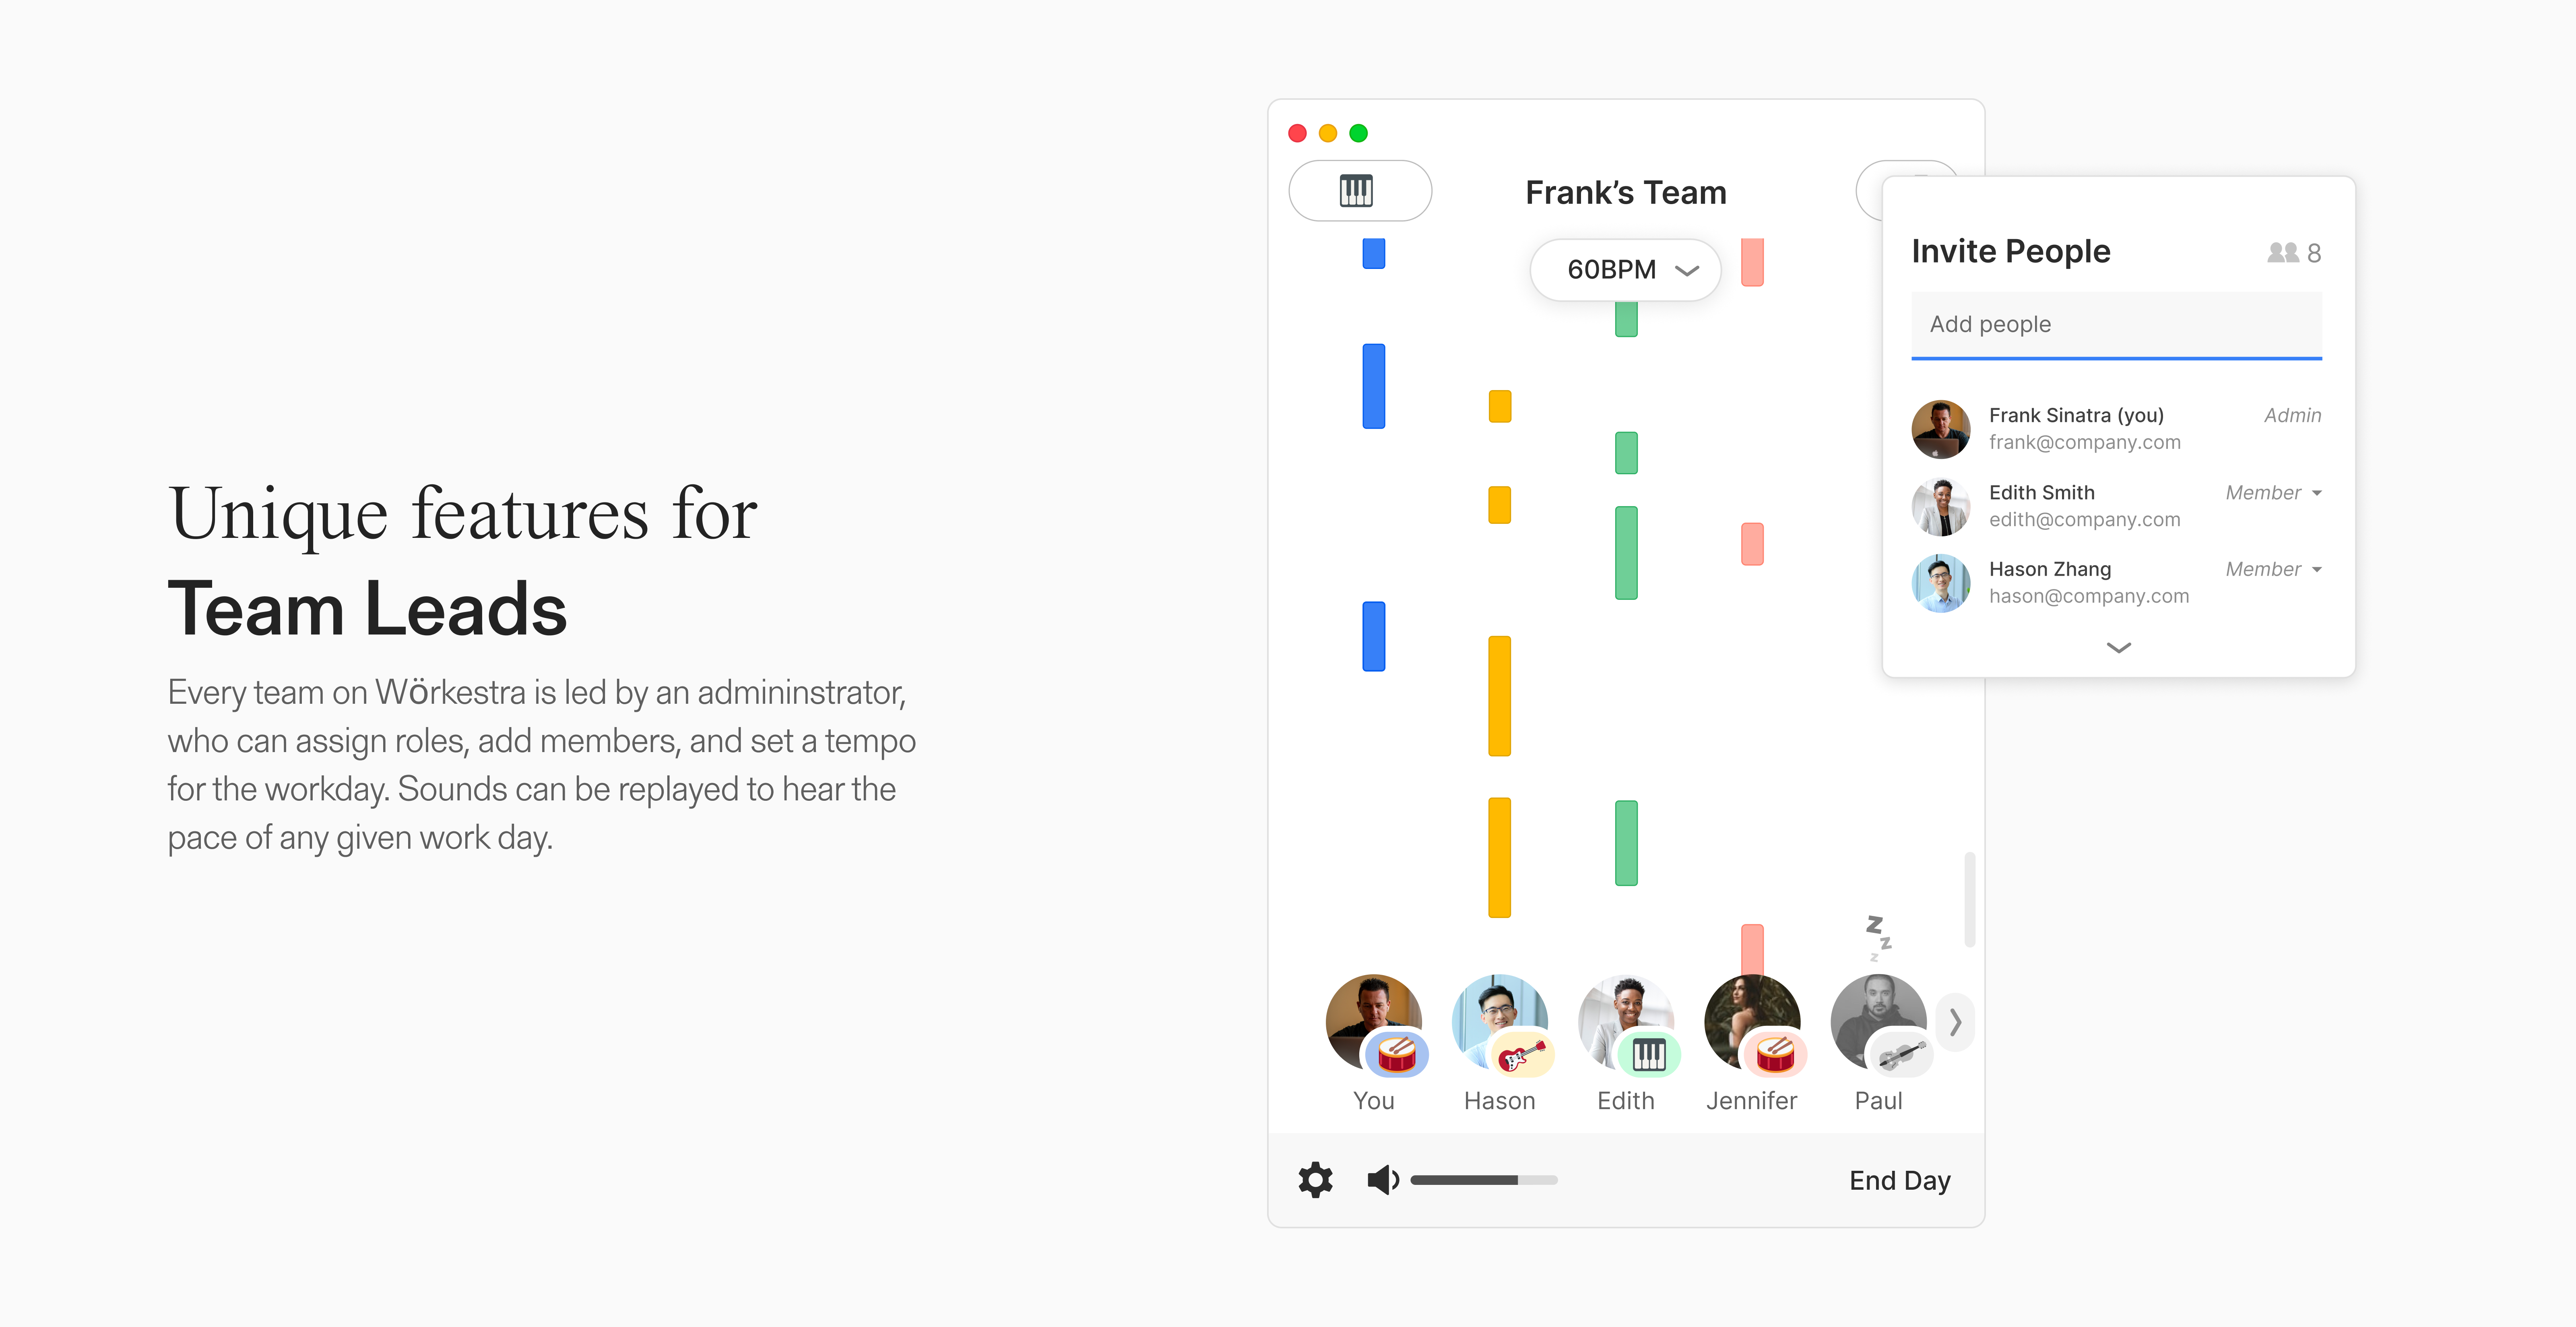 Unique features for
Team Leads
Every team on Wörkestra is led by an admininstrator,
who can assign roles, add members, and set a tempo
for the workday. Sounds can be replayed to hear the
pace of any given work day.
Frank’s Team
60BPM
Invite People
8
Add people
Frank Sinatra (you)
Admin
frank@company.com
Edith Smith
Member
edith@company.com
Hason Zhang
Member
hason@company.com
z
z
z
You
Hason
Edith
Jennifer
Paul
End Day